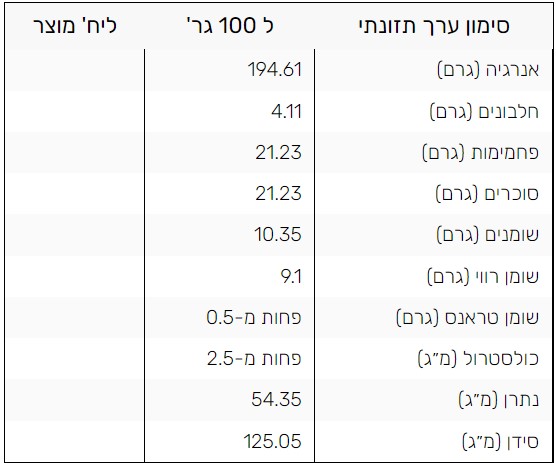 סימון ערך תזונתי ל 100 גר' ליח' מוצר
אנרגיה (גרם) 194.61
חלבונים (גרם) 4.11
פחמימות (גרם) 21.23
סוכרים (גרם) 21.23
שומנים (גרם) 10.35
שומן רווי (גרם) 9.1
שומן טראנס (גרם) פחות מ-0.5
כולסטרול (מ״ג) פחות מ-2.5
נתרן (מ״ג) 54.35
סידן (מ״ג) 125.05